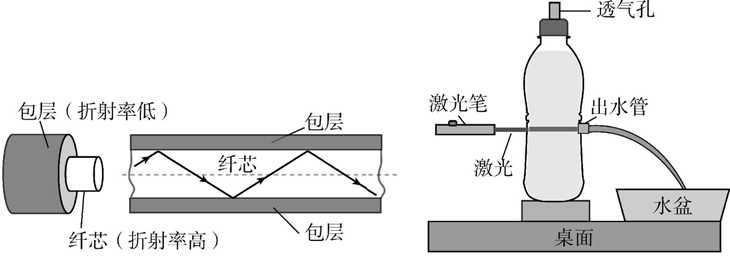 包层（折射率低）
纤芯（折射率高）
包层
纤芯
包层
透气孔
激光笔
激光
出水管
水盆
桌面